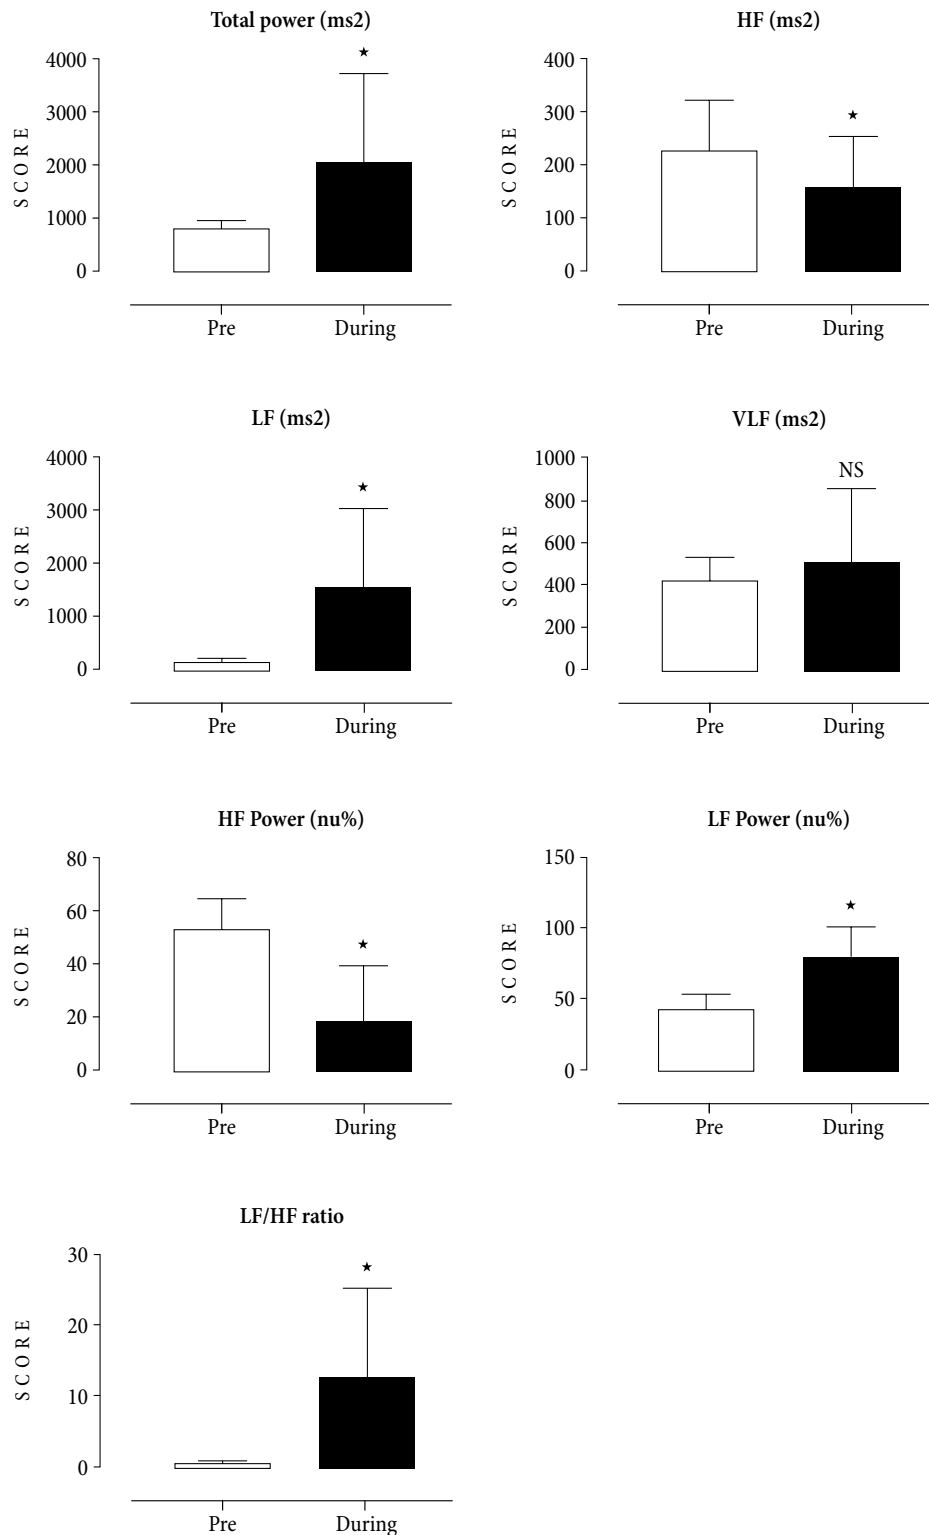 Total power (ms2)
★
4000
3000
2000
1000
0
SCORE
Pre During
HF (ms2)
★
400
300
200
100
0
SCORE
Pre During
LF (ms2)
★
4000
3000
2000
1000
0
SCORE
Pre During
VLF (ms2)
NS
1000
800
600
400
200
0
SCORE
Pre During
HF Power (nu%)
★
80
60
40
20
0
SCORE
Pre During
LF Power (nu%)
★
150
100
50
0
SCORE
Pre During
LF/HF ratio
★
30
20
10
0
SCORE
Pre During